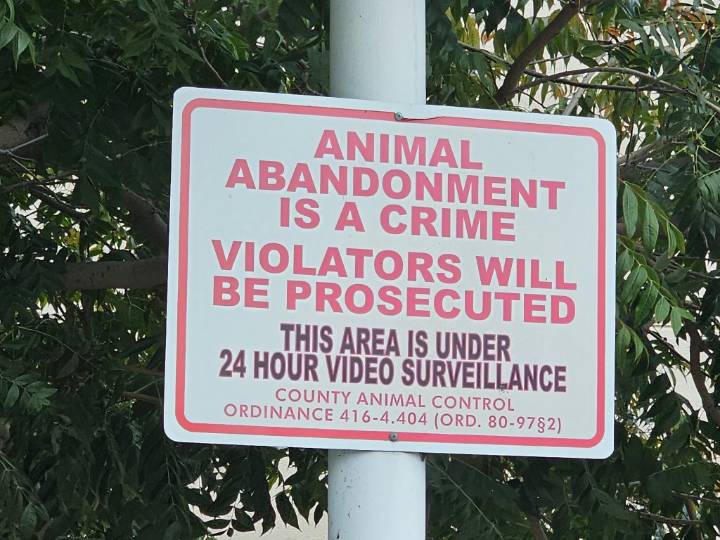 ANIMAL
ABANDONMENT
IS A CRIME
VIOLATORS WILL
BE PROSECUTED
THIS AREA IS UNDER
24 HOUR VIDEO SURVEILLANCE
COUNTY ANIMAL CONTROL
ORDINANCE 416-4.404 (ORD. 80-97§2)